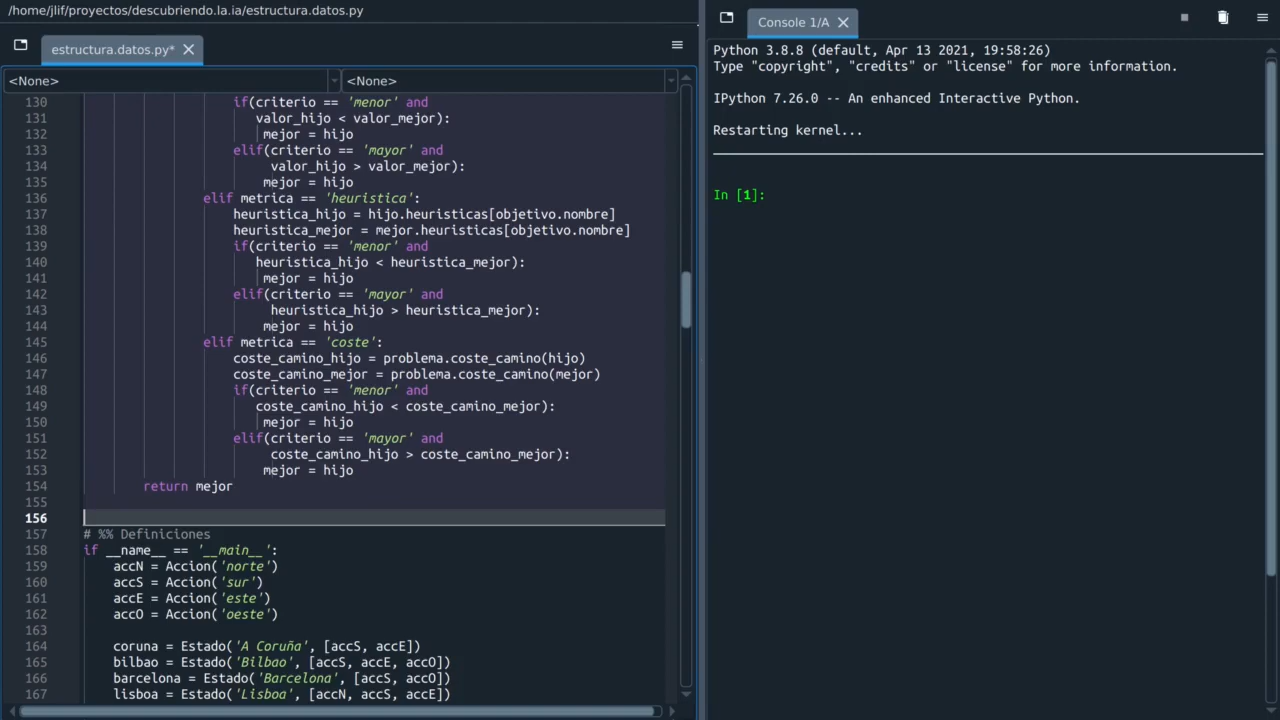 /home/jlif/proyectos/descubriendo.la.ia/estructura.datos.py
estructura.datos.py*
<None>
<None>
130 if(criterio == 'menor' and
131 valor_hijo < valor_mejor):
132 mejor = hijo
133 elif(criterio == 'mayor' and
134 valor_hijo > valor_mejor):
135 mejor = hijo
136 elif metrica == 'heuristica':
137 heuristica_hijo = hijo.heuristicas[objetivo.nombre]
138 heuristica_mejor = mejor.heuristicas[objetivo.nombre]
139 if(criterio == 'menor' and
140 heuristica_hijo < heuristica_mejor):
141 mejor = hijo
142 elif(criterio == 'mayor' and
143 heuristica_hijo > heuristica_mejor):
144 mejor = hijo
145 elif metrica == 'coste':
146 coste_camino_hijo = problema.coste_camino(hijo)
147 coste_camino_mejor = problema.coste_camino(mejor)
148 if(criterio == 'menor' and
149 coste_camino_hijo < coste_camino_mejor):
150 mejor = hijo
151 elif(criterio == 'mayor' and
152 coste_camino_hijo > coste_camino_mejor):
153 mejor = hijo
154 return mejor
155
156
157 # %% Definiciones
158 if __name__ == '__main__':
159 accN = Accion('norte')
160 accS = Accion('sur')
161 accE = Accion('este')
162 accO = Accion('oeste')
163
164 coruna = Estado('A Coruña', [accS, accE])
165 bilbao = Estado('Bilbao', [accS, accE, accO])
166 barcelona = Estado('Barcelona', [accS, accO])
167 lisboa = Estado('Lisboa', [accN, accS, accE])
Console 1/A
Python 3.8.8 (default, Apr 13 2021, 19:58:26)
Type "copyright", "credits" or "license" for more information.
IPython 7.26.0 -- An enhanced Interactive Python.
Restarting kernel...
In [1]: